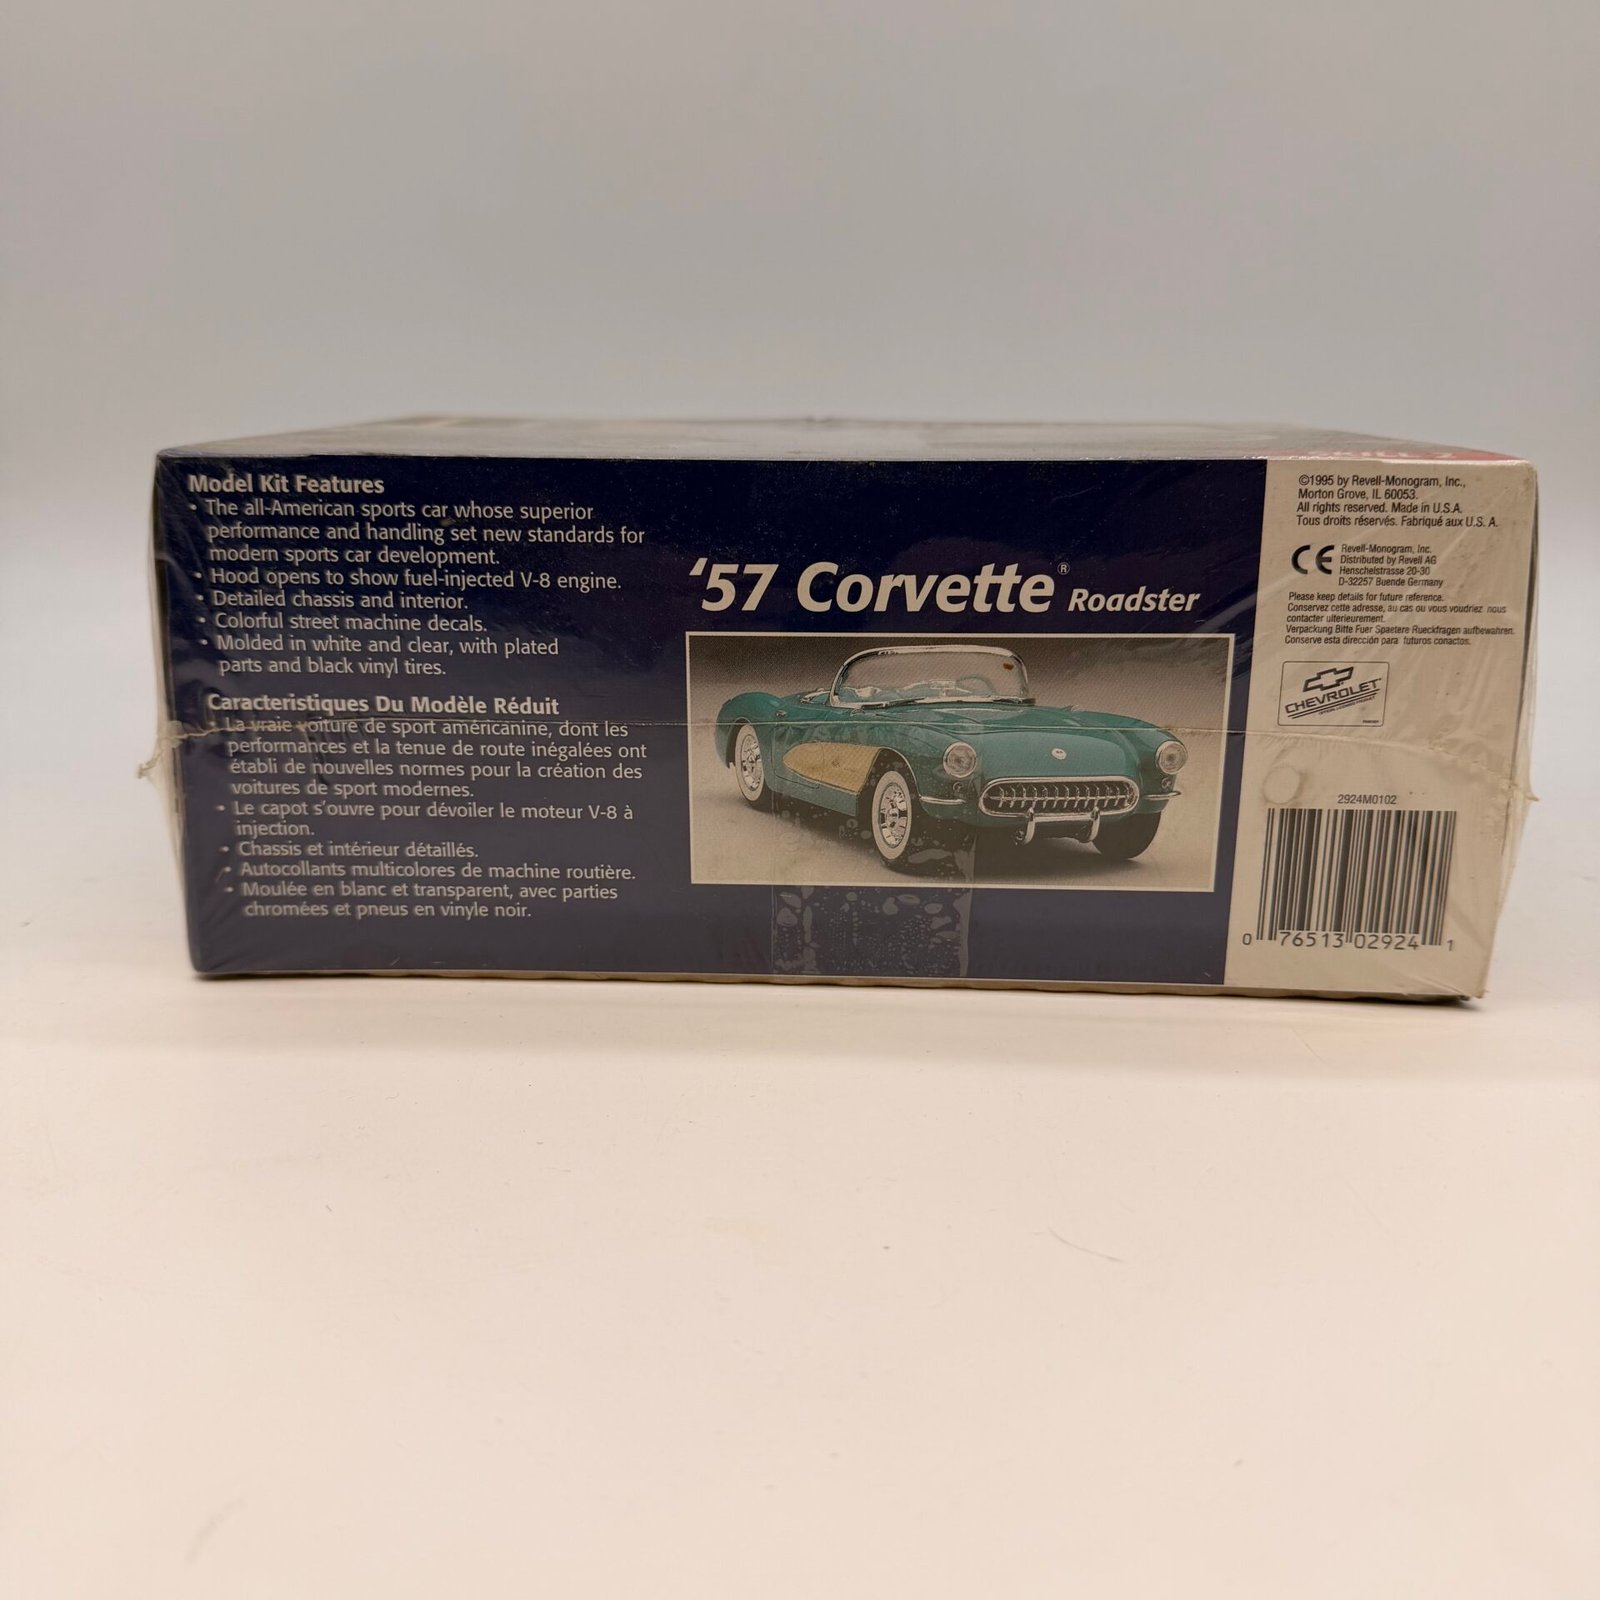 SKILL 2
Model Kit Features
• The all-American sports car whose superior
performance and handling set new standards for
modern sports car development.
• Hood opens to show fuel-injected V-8 engine.
• Detailed chassis and interior.
• Colorful street machine decals.
• Molded in white and clear, with plated
parts and black vinyl tires.
Caracteristiques Du Modèle Réduit
• La vraie voiture de sport américanine, dont les
performances et la tenue de route inégalées ont
établi de nouvelles normes pour la création des
voitures de sport modernes.
• Le capot s'ouvre pour dévoiler le moteur V-8 à
injection.
• Chassis et intérieur détaillés.
• Autocollants multicolores de machine routière.
• Moulée en blanc et transparent, avec parties
chromées et pneus en vinyle noir.
'57 Corvette® Roadster
©1995 by Revell-Monogram, Inc.,
Morton Grove, IL 60053.
All rights reserved. Made in U.S.A.
Tous droits réservés. Fabriqué aux U. S. A.
CE
Revell-Monogram, Inc.
Distributed by Revell AG
Henschelstrasse 20-30
D-32257 Buende Germany
Please keep details for future reference.
Conservez cette adresse, au cas ou vous voudriez nous
contacter ulterieurement.
Verpackung Bitte Fuer Spaetere Rueckfragen aufbewahren.
Conserve esta dirección para futuros conactos.
CHEVROLET
2924M0102
0 76513 02924 1